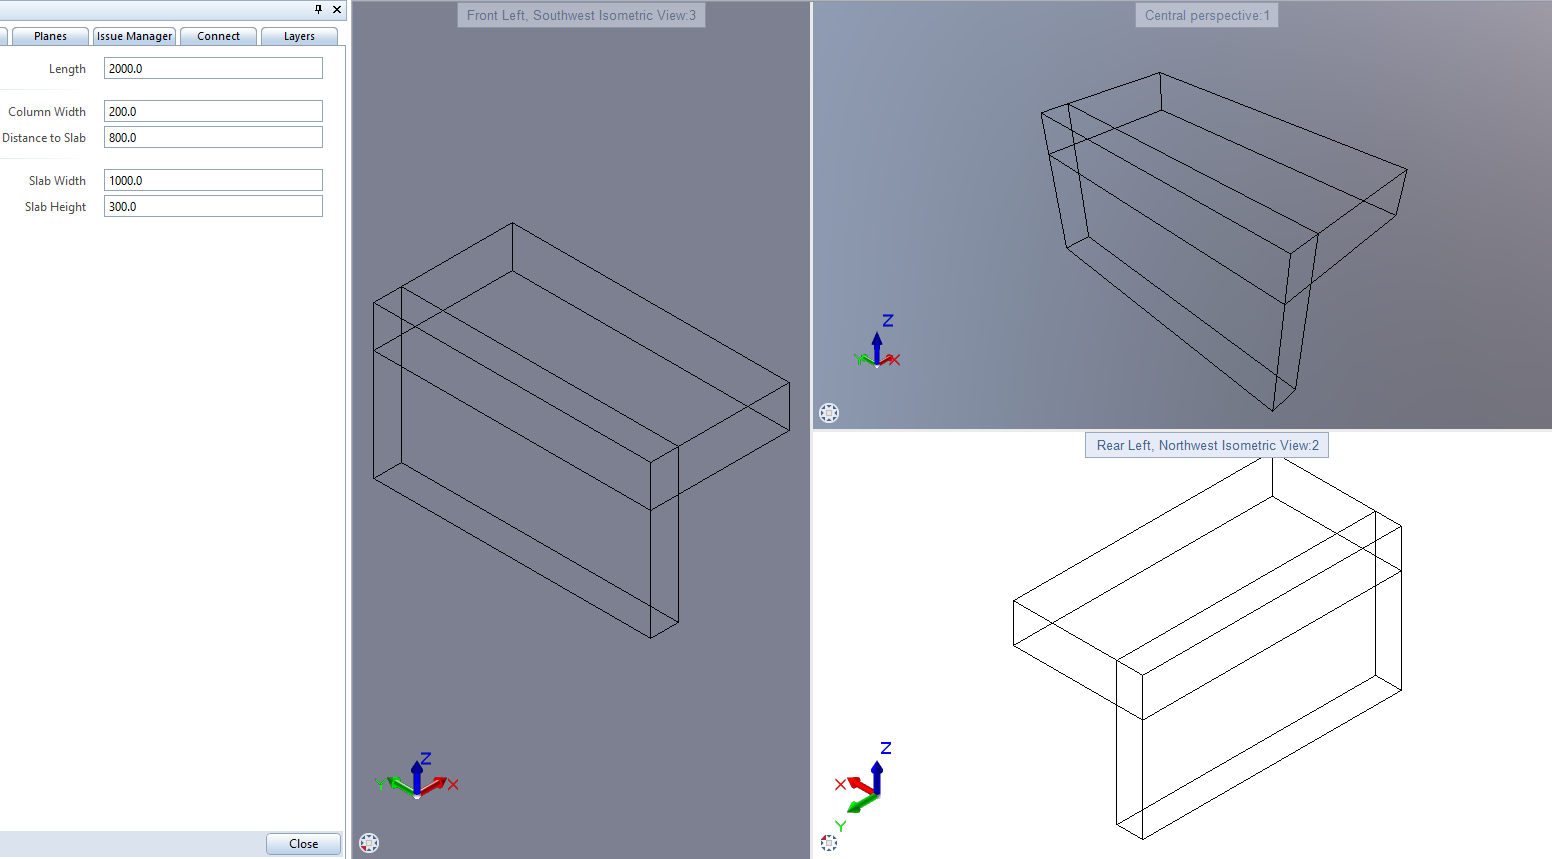 Planes
Issue Manager
Connect
Layers
Length
2000.0
Column Width
200.0
Distance to Slab
800.0
Slab Width
1000.0
Slab Height
300.0
Close
Front Left, Southwest Isometric View:3
Z
Y
X
Central perspective:1
Z
Y
X
Rear Left, Northwest Isometric View:2
Z
X
Y